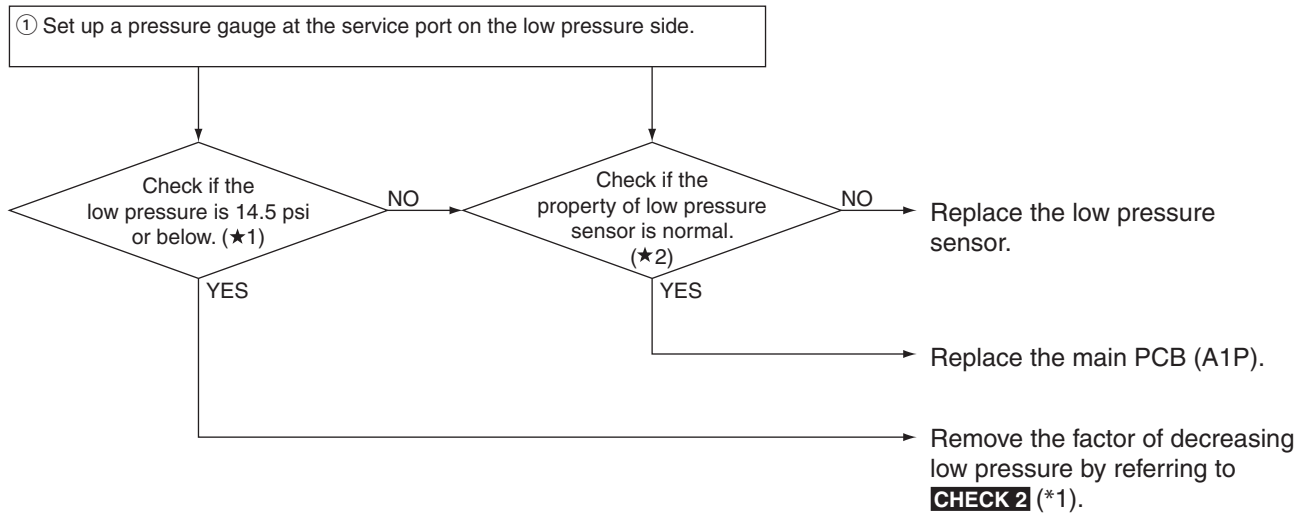 ① Set up a pressure gauge at the service port on the low pressure side.
Check if the
low pressure is 14.5 psi
or below. (★1)
NO
YES
Check if the
property of low pressure
sensor is normal.
(★2)
NO
YES
Replace the low pressure
sensor.
Replace the main PCB (A1P).
Remove the factor of decreasing
low pressure by referring to
CHECK 2 (*1).